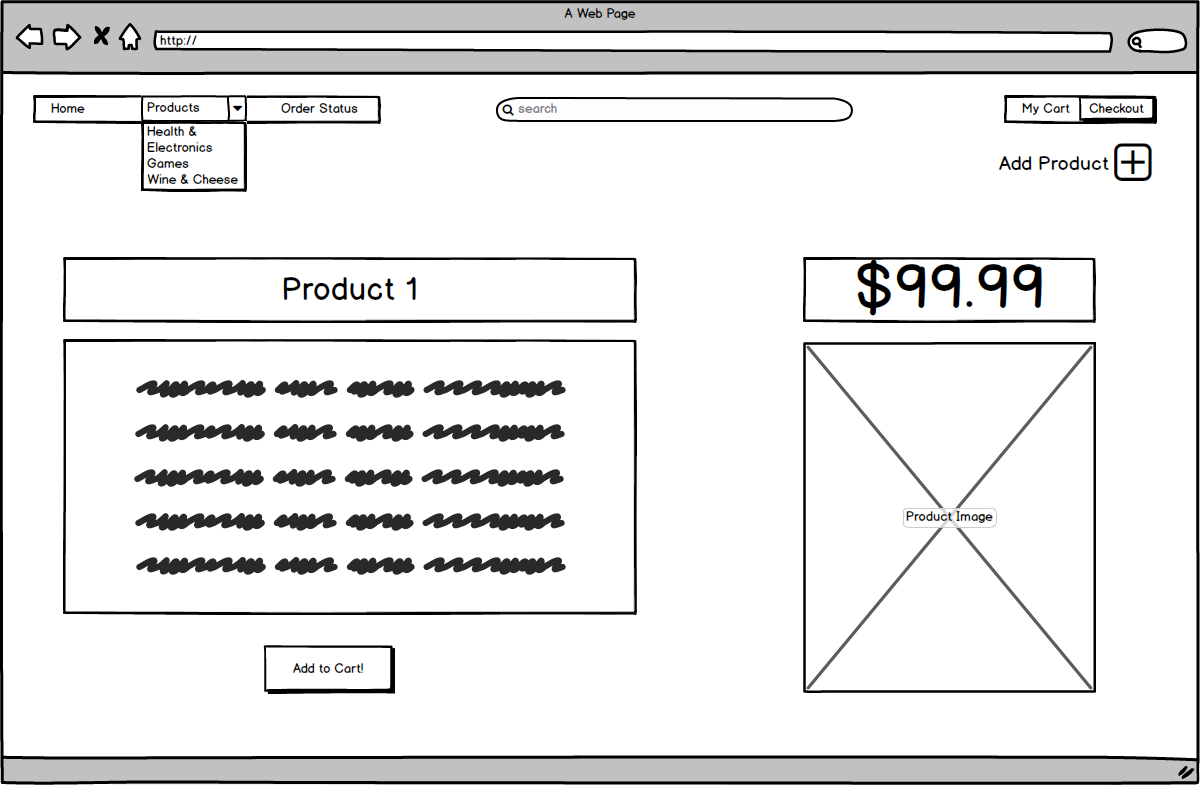 A Web Page
http://
Home Products Order Status
search
My Cart Checkout
Health &
Electronics
Games
Wine & Cheese
Add Product
Product 1
$99.99
Product Image
Add to Cart!